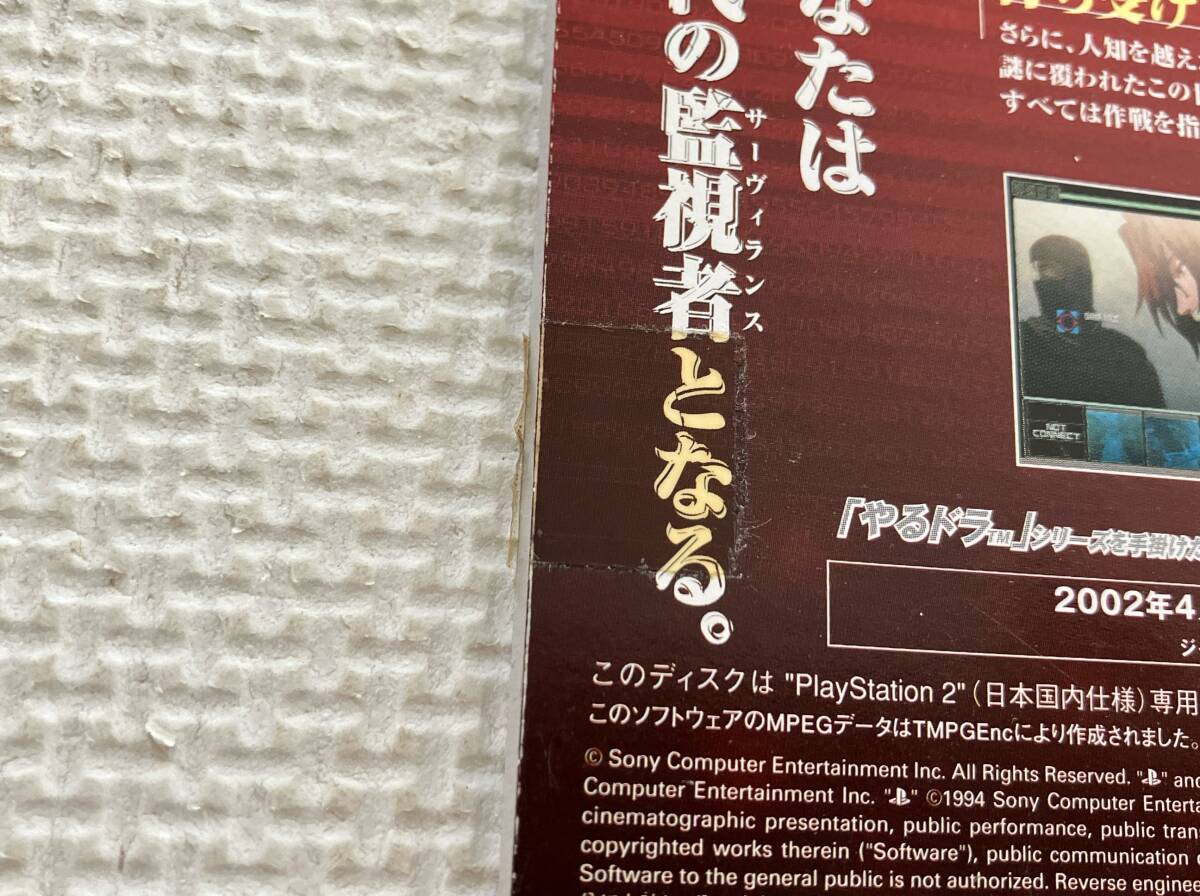 なたは
の監視者となる。
サーヴィランス
の受け
さらに、人知を越え
謎に覆われたこの
すべては作戦を指
NOT
CONNECT
「やるドラ™」シリーズを手掛けた
2002年4
ジ
このディスクは "PlayStation 2" (日本国内仕様) 専用
このソフトウェアのMPEGデータはTMPGEncにより作成されました。
© Sony Computer Entertainment Inc. All Rights Reserved. " " and
Computer Entertainment Inc. " " ©1994 Sony Computer Enterta
cinematographic presentation, public performance, public tran
copyrighted works therein ("Software"), public communication
Software to the general public is not authorized. Reverse engine